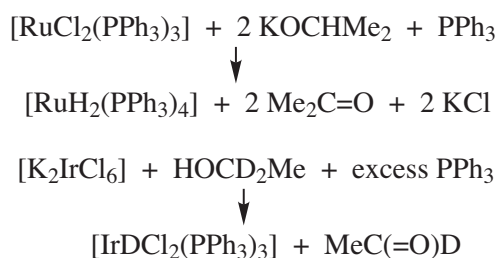 [RuCl₂(PPh₃)₃] + 2 KOCHMe₂ + PPh₃
[RuH₂(PPh₃)₄] + 2 Me₂C=O + 2 KCl
[K₂IrCl₆] + HOCD₂Me + excess PPh₃
[IrDCl₂(PPh₃)₃] + MeC(=O)D